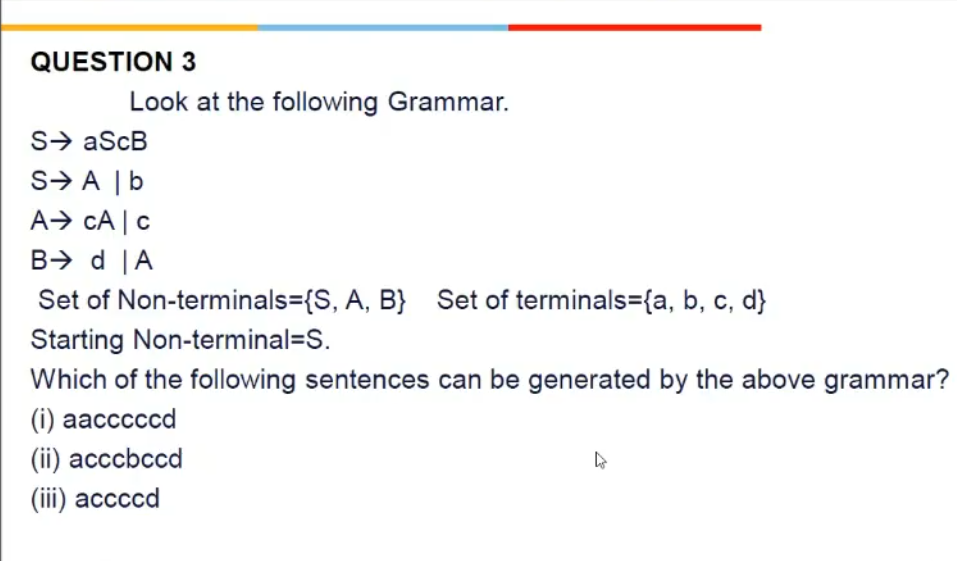 QUESTION 3
Look at the following Grammar.
S→ aScB
S→ A | b
A→ cA | c
B→ d | A
Set of Non-terminals={S, A, B} Set of terminals={a, b, c, d}
Starting Non-terminal=S.
Which of the following sentences can be generated by the above grammar?
(i) aacccccd
(ii) acccbccd
(iii) accccd